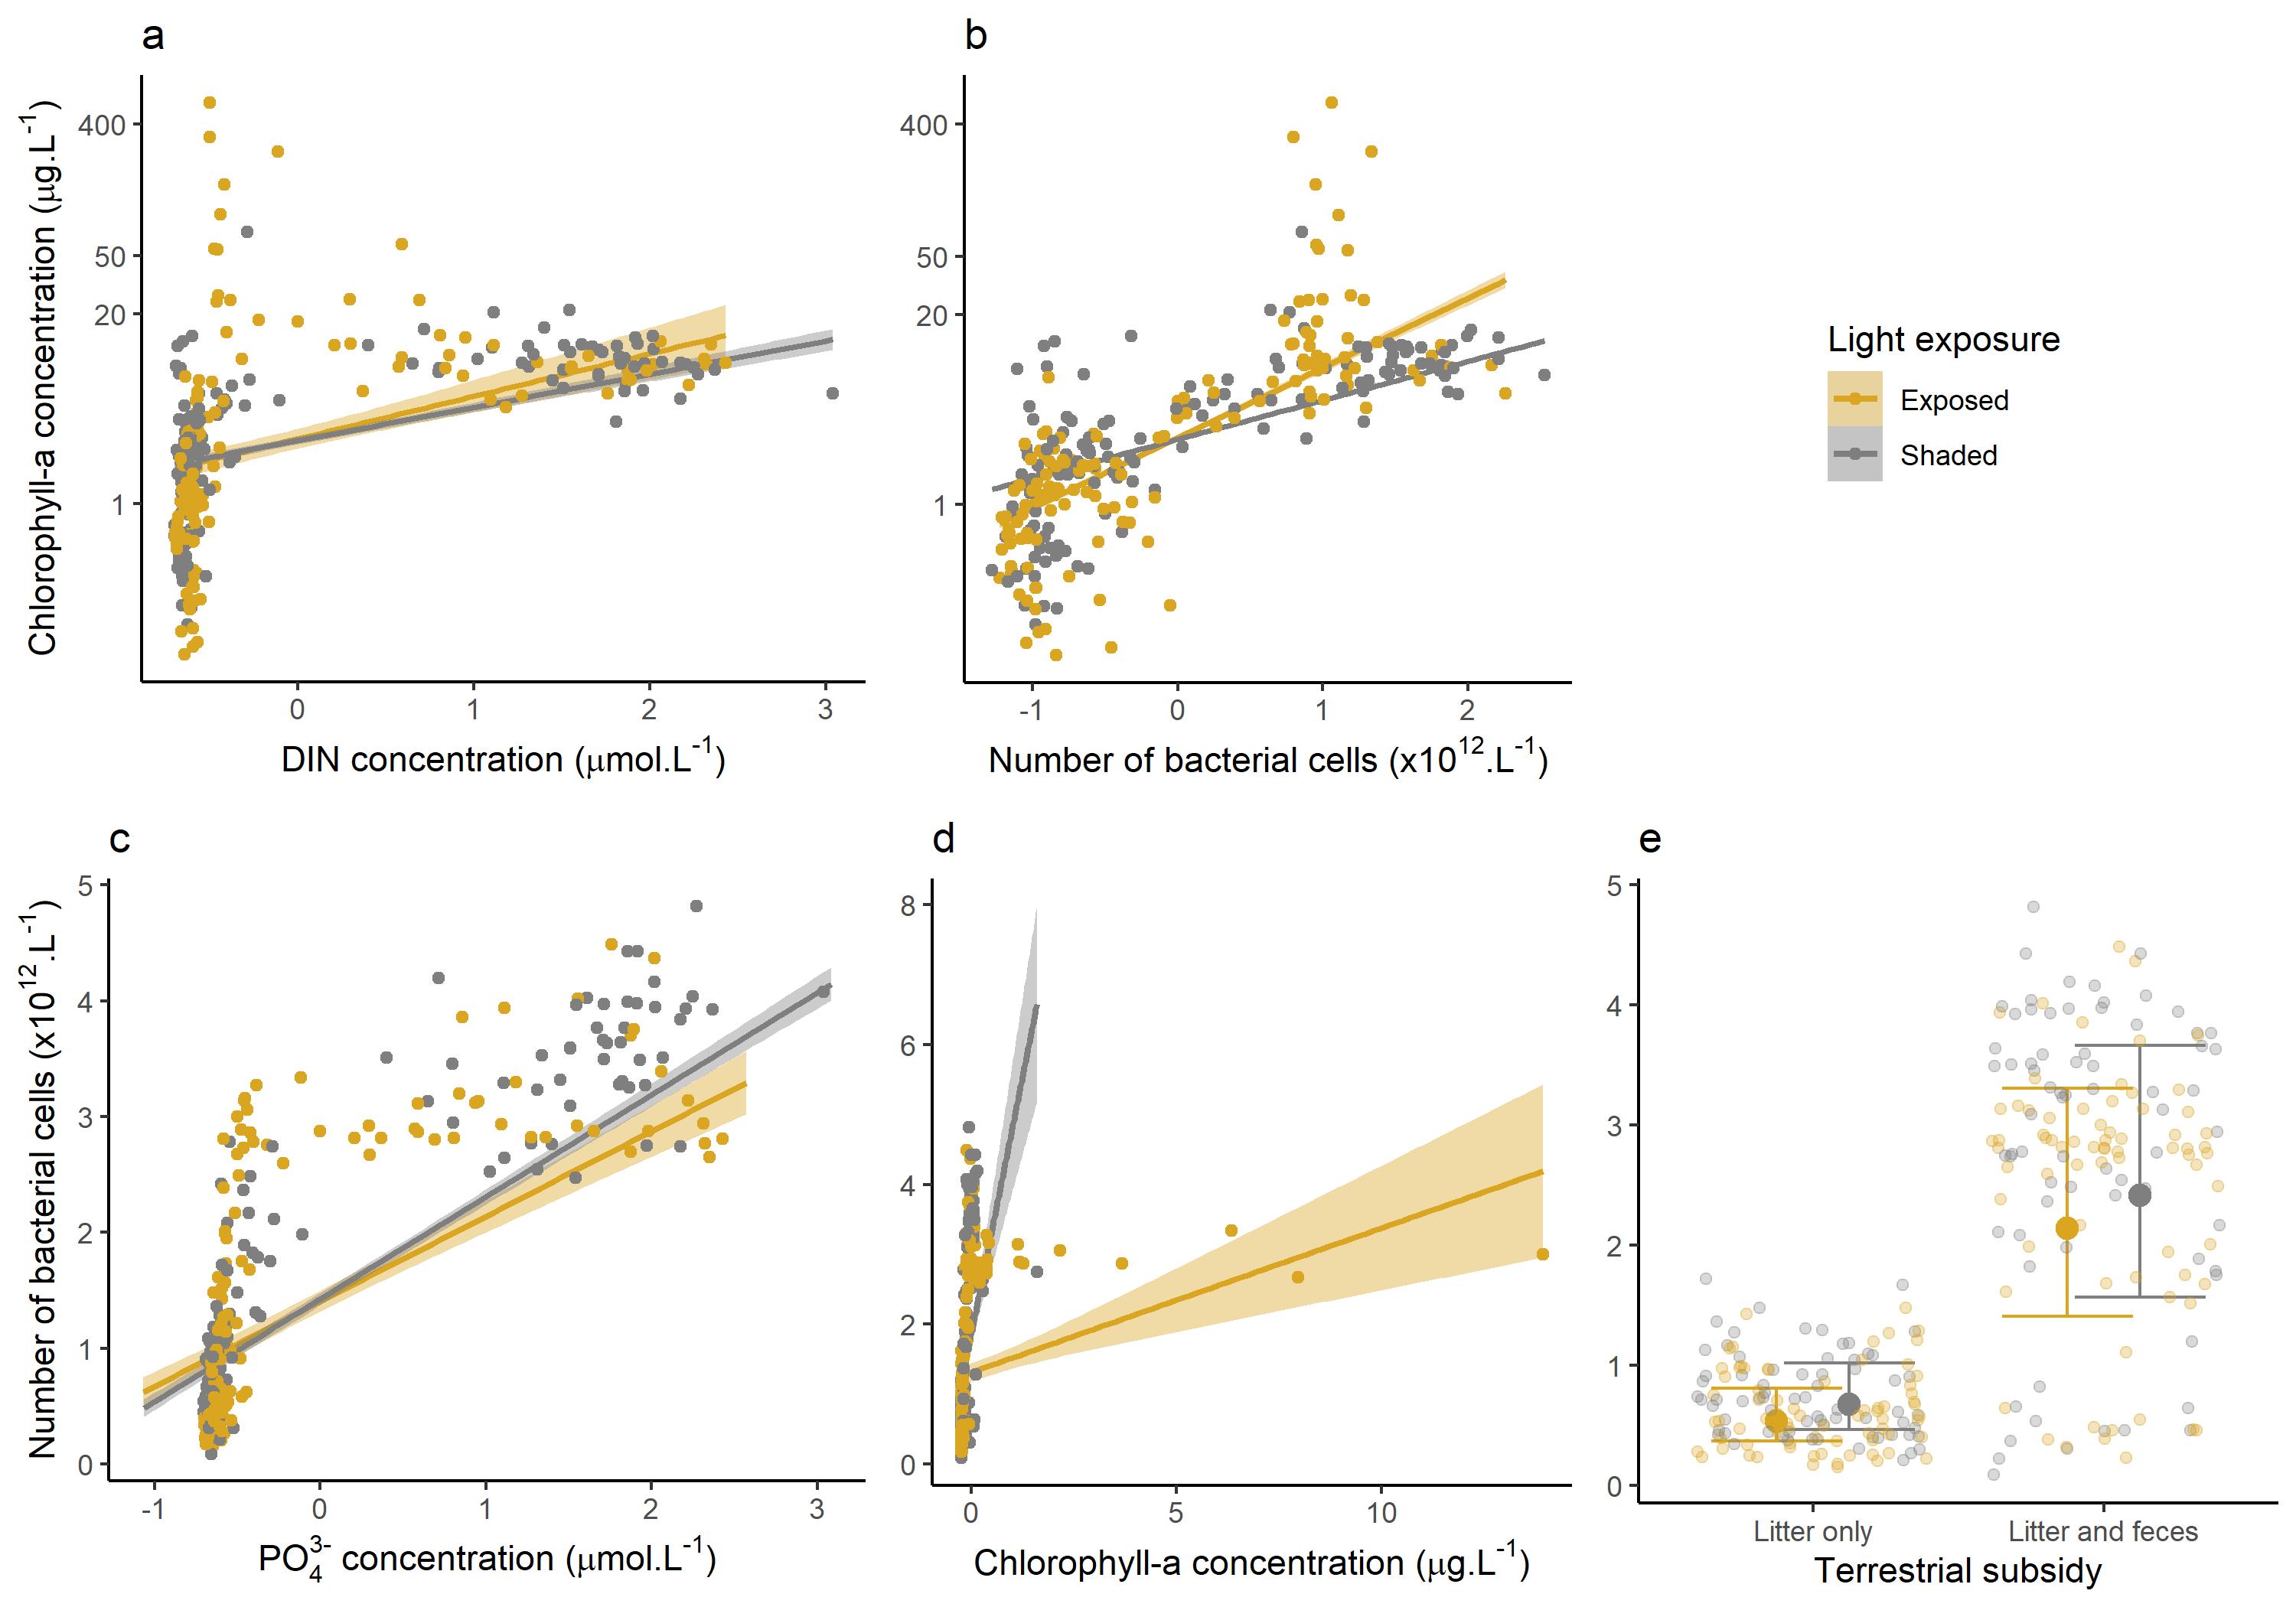 a
Chlorophyll-a concentration (μg.L⁻¹)
400
50
20
1
0 1 2 3
DIN concentration (μmol.L⁻¹)
b
400
50
20
1
-1 0 1 2
Number of bacterial cells (x10¹².L⁻¹)
Light exposure
Exposed
Shaded
c
Number of bacterial cells (x10¹².L⁻¹)
5
4
3
2
1
0
-1 0 1 2 3
PO₄³⁻ concentration (μmol.L⁻¹)
d
8
6
4
2
0
0 5 10
Chlorophyll-a concentration (μg.L⁻¹)
e
5
4
3
2
1
0
Litter only Litter and feces
Terrestrial subsidy